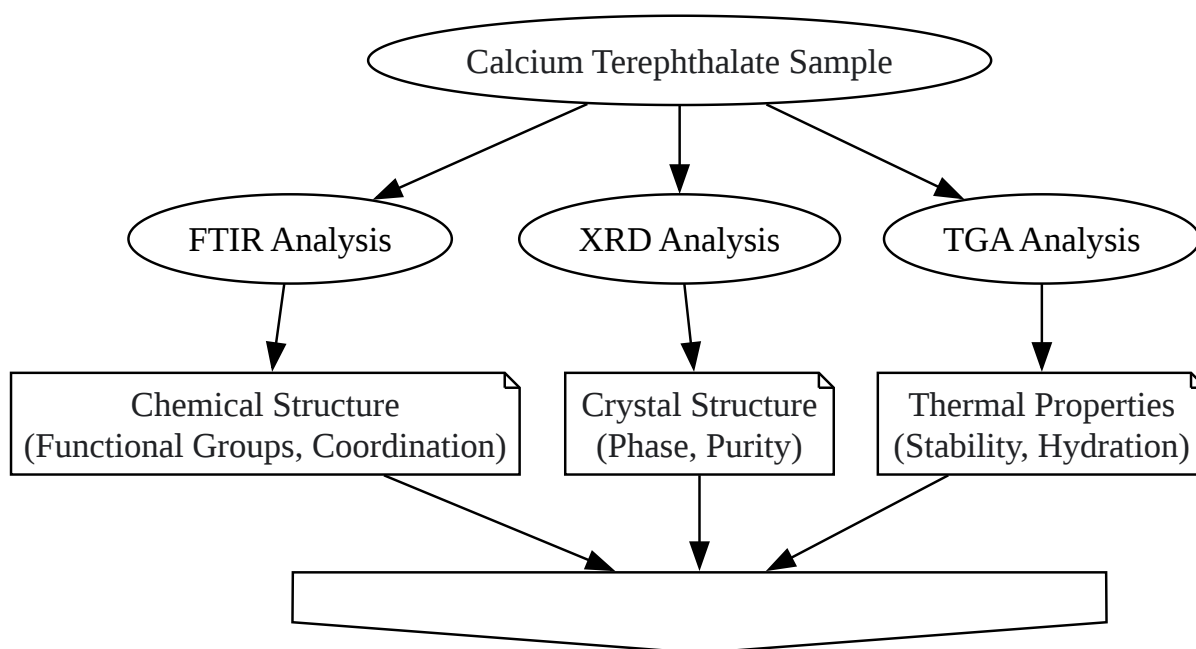 Calcium Terephthalate Sample
FTIR Analysis
XRD Analysis
TGA Analysis
Chemical Structure
(Functional Groups, Coordination)
Crystal Structure
(Phase, Purity)
Thermal Properties
(Stability, Hydration)